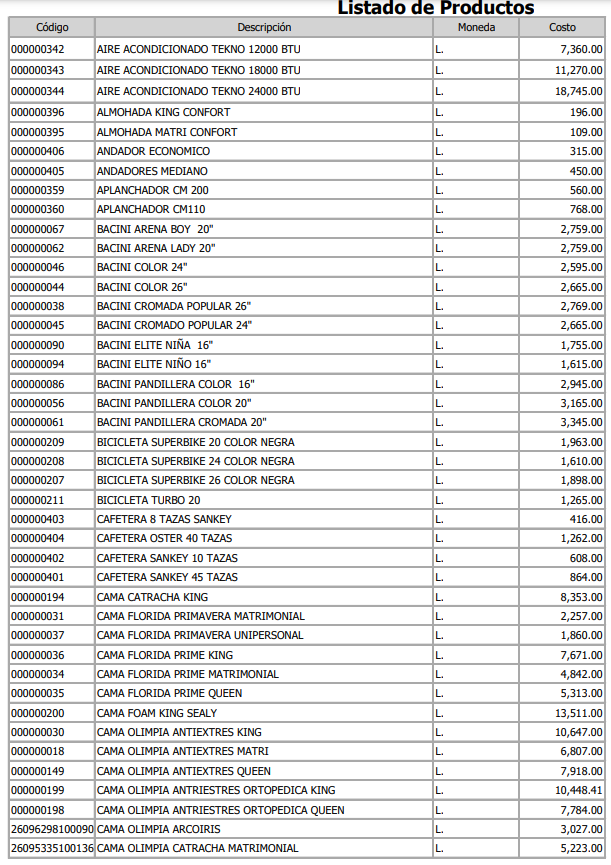 Listado de Productos
Código Descripción Moneda Costo
000000342 AIRE ACONDICIONADO TEKNO 12000 BTU L. 7,360.00
000000343 AIRE ACONDICIONADO TEKNO 18000 BTU L. 11,270.00
000000344 AIRE ACONDICIONADO TEKNO 24000 BTU L. 18,745.00
000000396 ALMOHADA KING CONFORT L. 196.00
000000395 ALMOHADA MATRI CONFORT L. 109.00
000000406 ANDADOR ECONOMICO L. 315.00
000000405 ANDADORES MEDIANO L. 450.00
000000359 APLANCHADOR CM 200 L. 560.00
000000360 APLANCHADOR CM110 L. 768.00
000000067 BACINI ARENA BOY 20" L. 2,759.00
000000062 BACINI ARENA LADY 20" L. 2,759.00
000000046 BACINI COLOR 24" L. 2,595.00
000000044 BACINI COLOR 26" L. 2,665.00
000000038 BACINI CROMADA POPULAR 26" L. 2,769.00
000000045 BACINI CROMADO POPULAR 24" L. 2,665.00
000000090 BACINI ELITE NIÑA 16" L. 1,755.00
000000094 BACINI ELITE NIÑO 16" L. 1,615.00
000000086 BACINI PANDILLERA COLOR 16" L. 2,945.00
000000056 BACINI PANDILLERA COLOR 20" L. 3,165.00
000000061 BACINI PANDILLERA CROMADA 20" L. 3,345.00
000000209 BICICLETA SUPERBIKE 20 COLOR NEGRA L. 1,963.00
000000208 BICICLETA SUPERBIKE 24 COLOR NEGRA L. 1,610.00
000000207 BICICLETA SUPERBIKE 26 COLOR NEGRA L. 1,898.00
000000211 BICICLETA TURBO 20 L. 1,265.00
000000403 CAFETERA 8 TAZAS SANKEY L. 416.00
000000404 CAFETERA OSTER 40 TAZAS L. 1,262.00
000000402 CAFETERA SANKEY 10 TAZAS L. 608.00
000000401 CAFETERA SANKEY 45 TAZAS L. 864.00
000000194 CAMA CATRACHA KING L. 8,353.00
000000031 CAMA FLORIDA PRIMAVERA MATRIMONIAL L. 2,257.00
000000037 CAMA FLORIDA PRIMAVERA UNIPERSONAL L. 1,860.00
000000036 CAMA FLORIDA PRIME KING L. 7,671.00
000000034 CAMA FLORIDA PRIME MATRIMONIAL L. 4,842.00
000000035 CAMA FLORIDA PRIME QUEEN L. 5,313.00
000000200 CAMA FOAM KING SEALY L. 13,511.00
000000030 CAMA OLIMPIA ANTIEXTRES KING L. 10,647.00
000000018 CAMA OLIMPIA ANTIEXTRES MATRI L. 6,807.00
000000149 CAMA OLIMPIA ANTIEXTRES QUEEN L. 7,918.00
000000199 CAMA OLIMPIA ANTRIESTRES ORTOPEDICA KING L. 10,448.41
000000198 CAMA OLIMPIA ANTRIESTRES ORTOPEDICA QUEEN L. 7,784.00
26096298100090 CAMA OLIMPIA ARCOIRIS L. 3,027.00
26095335100136 CAMA OLIMPIA CATRACHA MATRIMONIAL L. 5,223.00